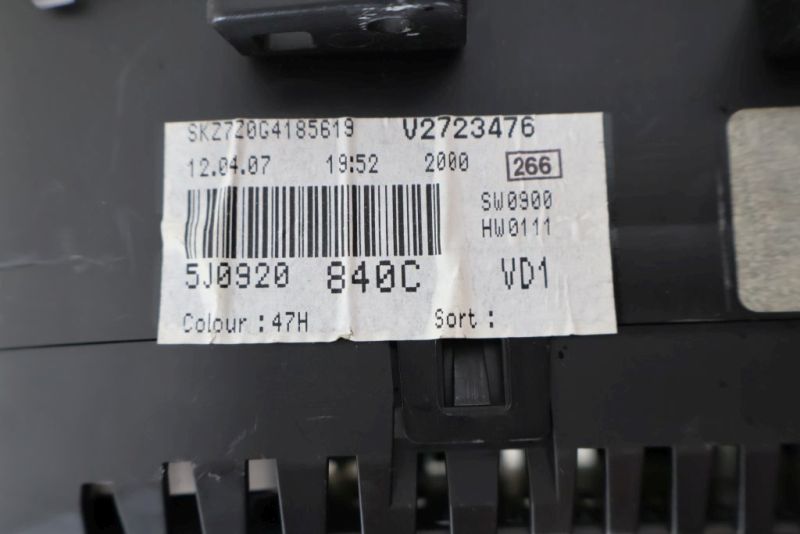 SKZ7Z0G4185619 V2723476
12.04.07 19:52 2000 266
SW0900
HW0111
5J0920 840C VD1
Colour : 47H Sort :